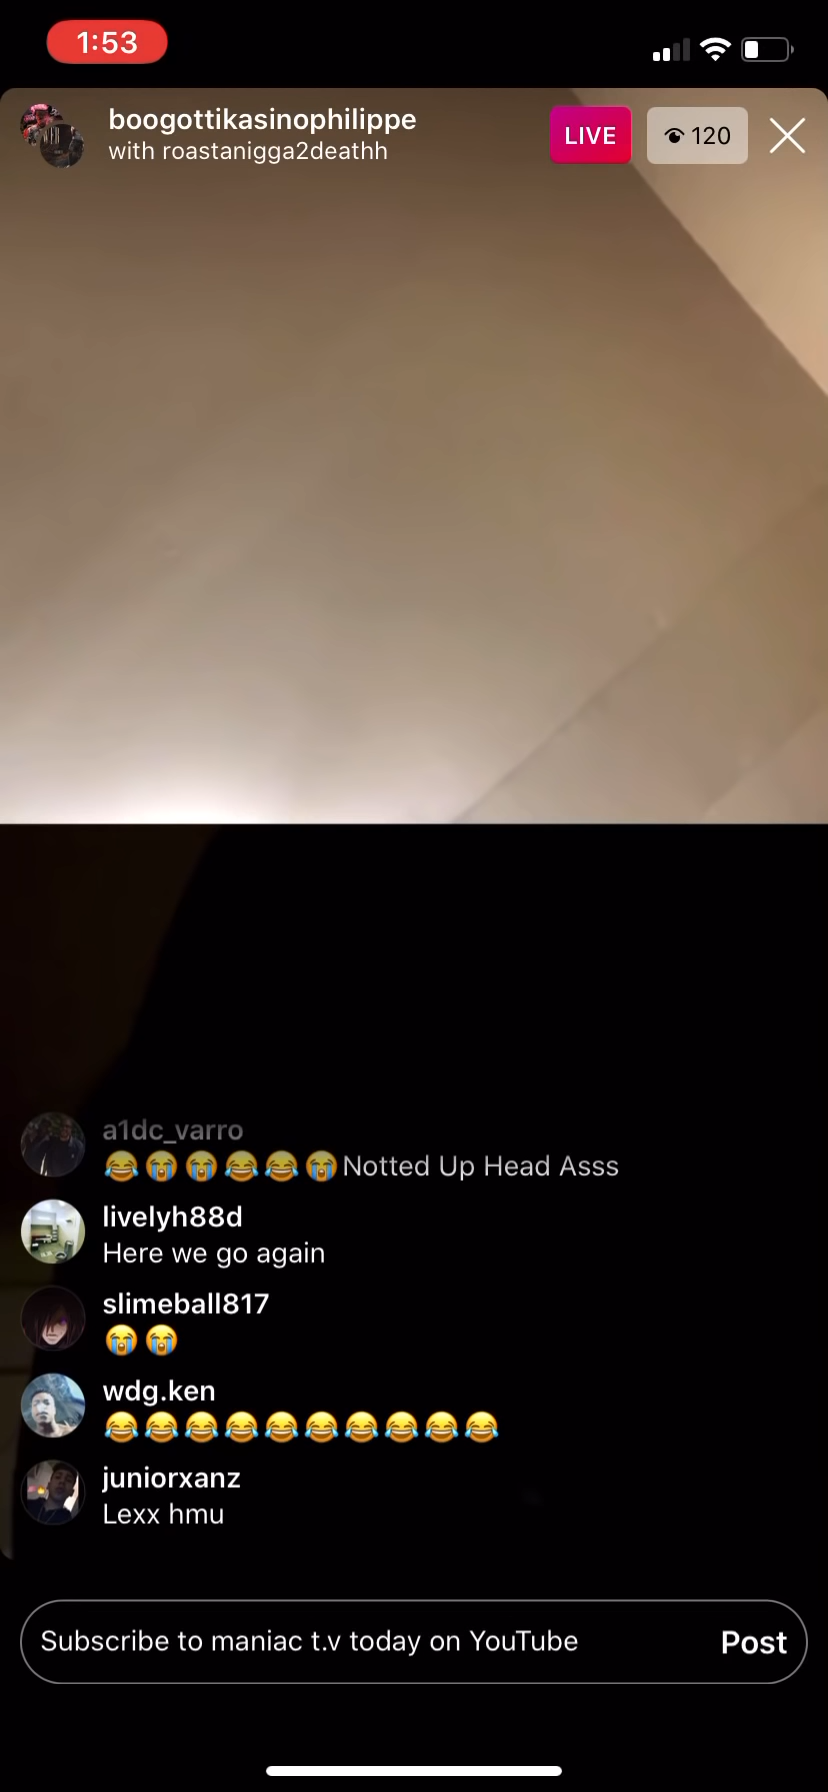 1:53
boogottikasinophilippe
with roastanigga2deathh
LIVE
120
a1dc_varro
😂😭😭😂😂😭Notted Up Head Asss
livelyh88d
Here we go again
slimeball817
😭😭
wdg.ken
😂😂😂😂😂😂😂😂😂😂
juniorxanz
Lexx hmu
Subscribe to maniac t.v today on YouTube
Post